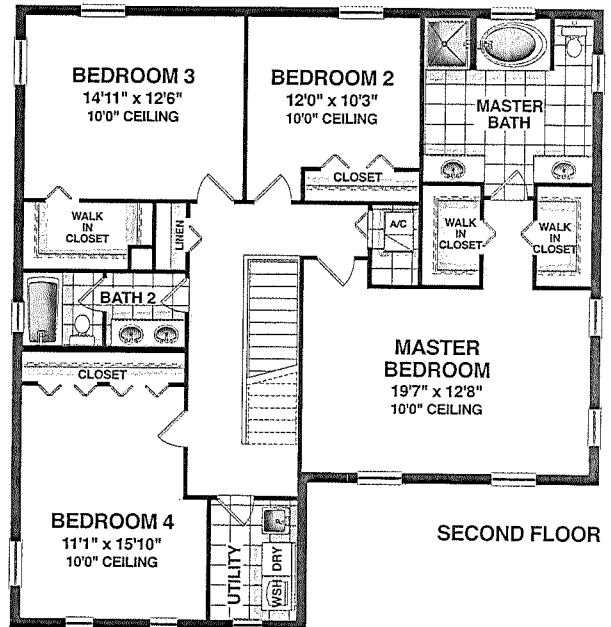 BEDROOM 3
14'11" x 12'6"
10'0" CEILING
BEDROOM 2
12'0" x 10'3"
10'0" CEILING
MASTER
BATH
CLOSET
WALK
IN
CLOSET
LINEN
A/C
WALK
IN
CLOSET
WALK
IN
CLOSET
BATH 2
CLOSET
MASTER
BEDROOM
19'7" x 12'8"
10'0" CEILING
BEDROOM 4
11'1" x 15'10"
10'0" CEILING
UTILITY
DRY
WSH
SECOND FLOOR